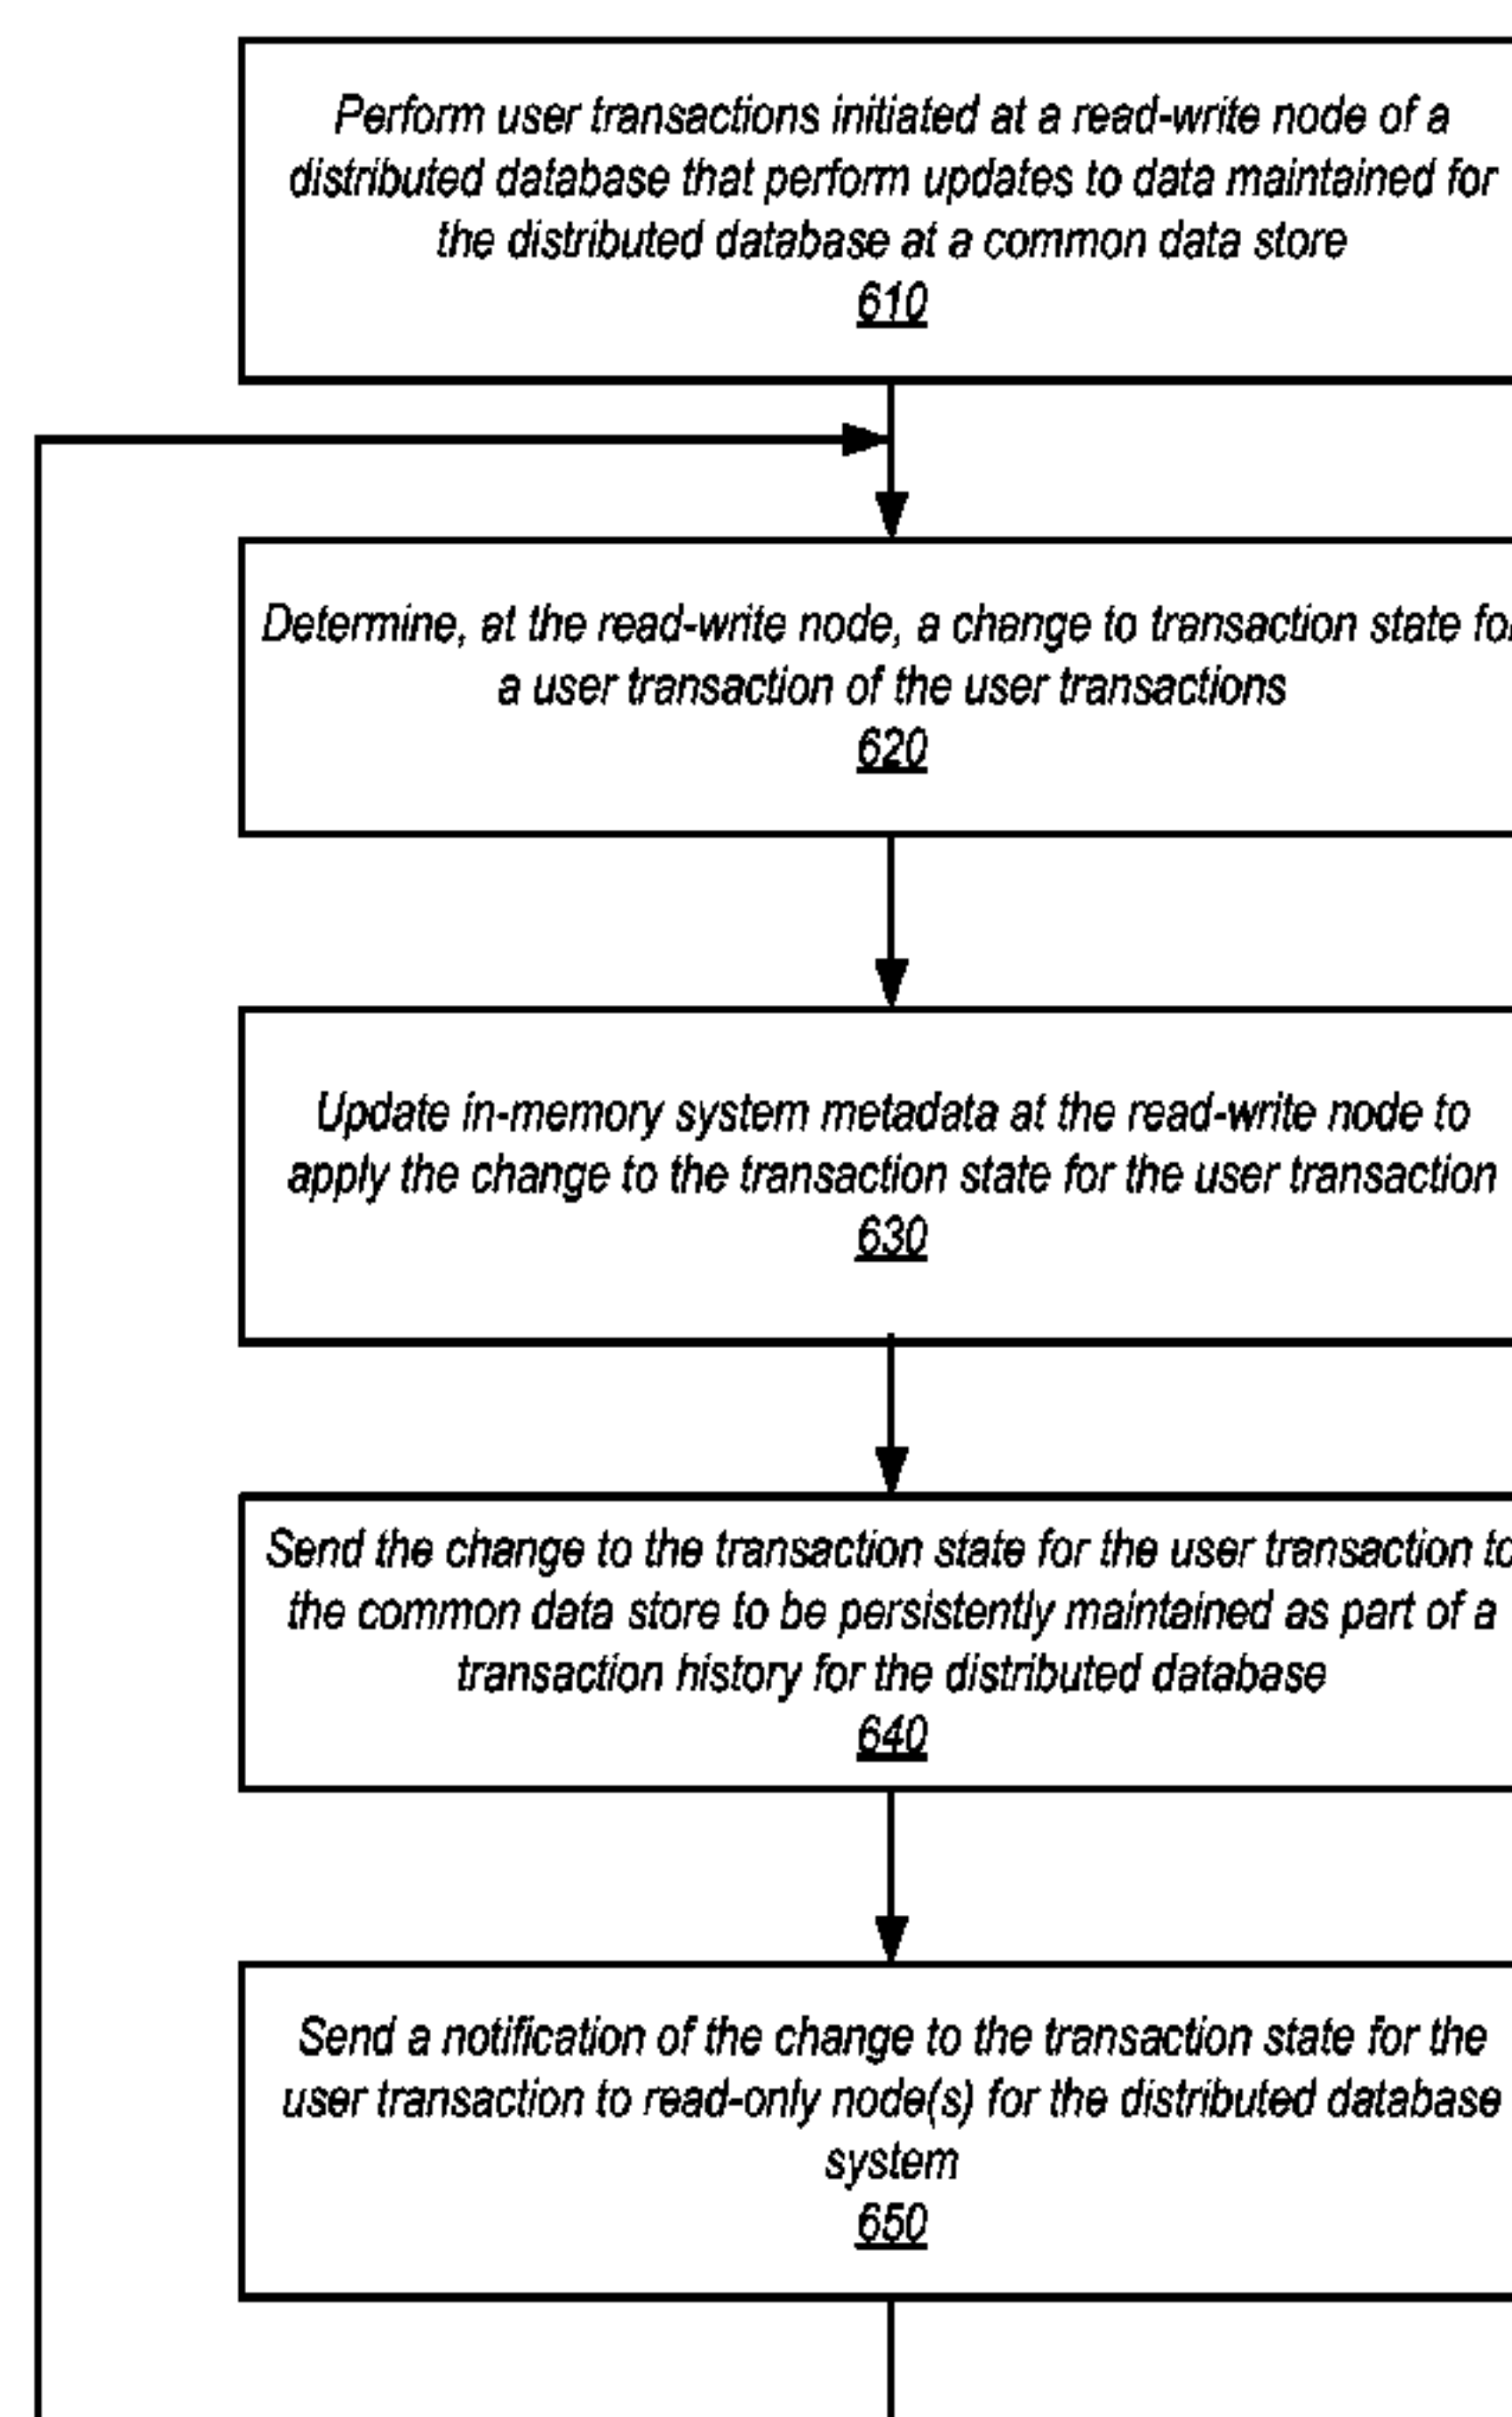 Perform user transactions initiated at a read-write node of a
distributed database that perform updates to data maintained for
the distributed database at a common data store
610
Determine, at the read-write node, a change to transaction state for
a user transaction of the user transactions
620
Update in-memory system metadata at the read-write node to
apply the change to the transaction state for the user transaction
630
Send the change to the transaction state for the user transaction to
the common data store to be persistently maintained as part of a
transaction history for the distributed database
640
Send a notification of the change to the transaction state for the
user transaction to read-only node(s) for the distributed database
system
650